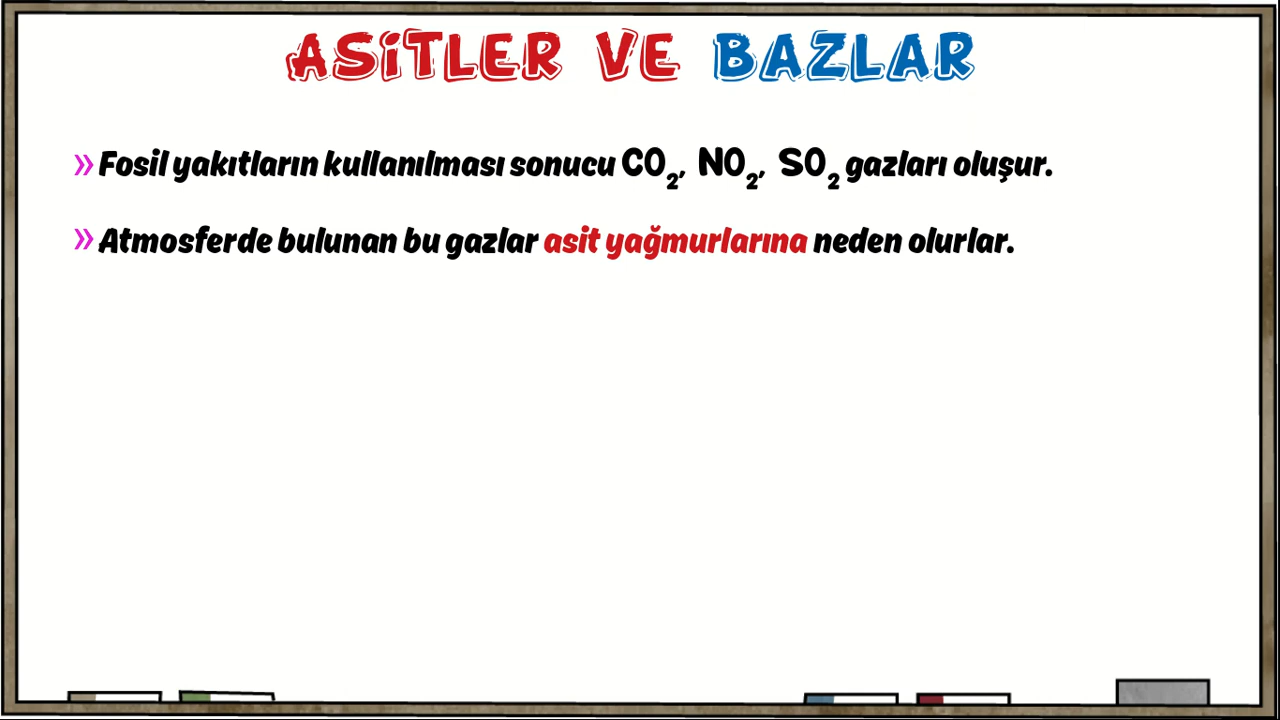 ASİTLER VE BAZLAR
» Fosil yakıtların kullanılması sonucu CO₂, NO₂, SO₂ gazları oluşur.
» Atmosferde bulunan bu gazlar asit yağmurlarına neden olurlar.